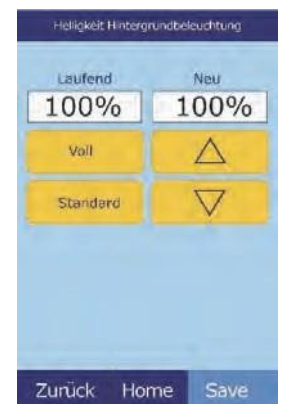 Helligkeit Hintergrundbeleuchtung
Laufend Neu
100% 100%
Voll
Standard
Zurück Home Save